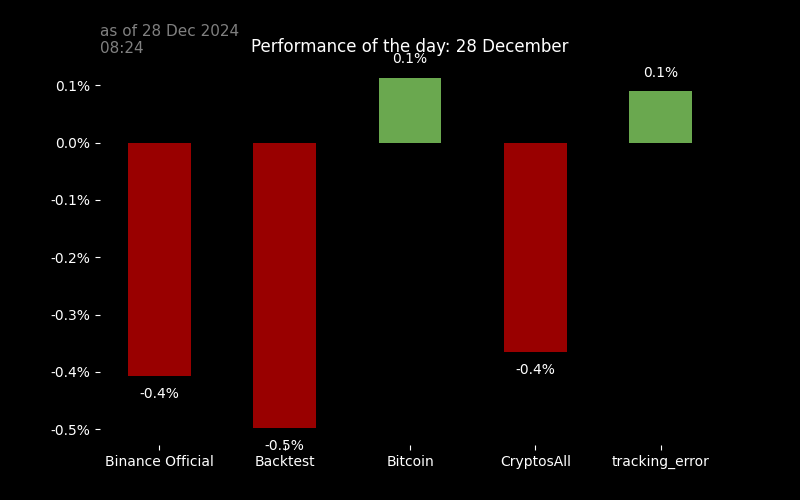 as of 28 Dec 2024
08:24
Performance of the day: 28 December
0.1%
0.1%
0.1%
0.0%
-0.1%
-0.2%
-0.3%
-0.4%
-0.5%
-0.4%
-0.5%
-0.4%
Binance Official
Backtest
Bitcoin
CryptosAll
tracking_error